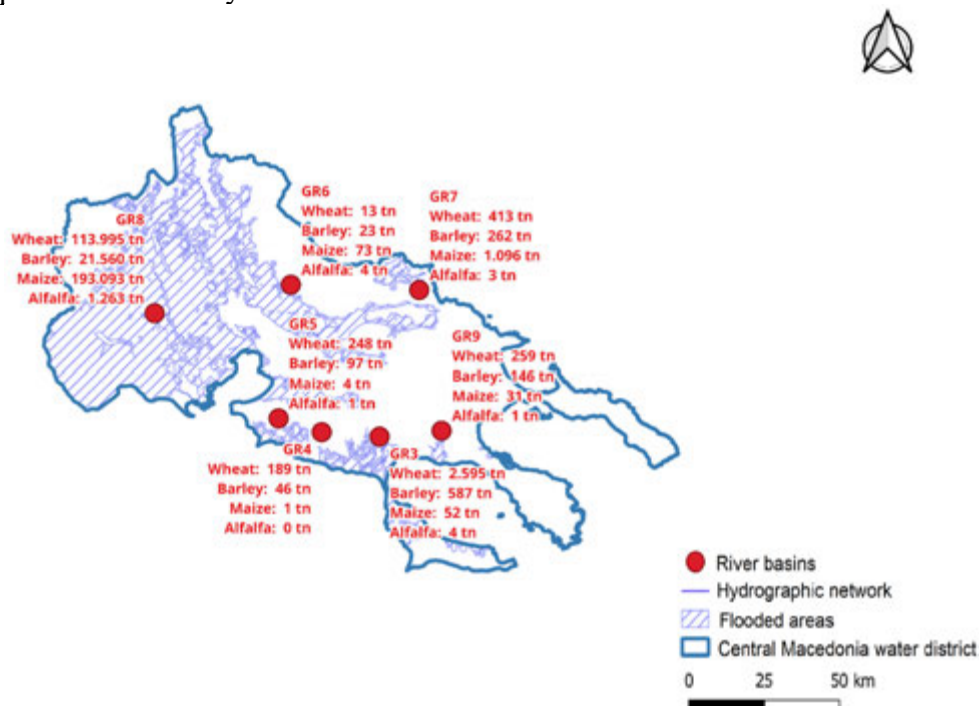 GR6
Wheat: 13 tn
Barley: 23 tn
Maize: 73 tn
Alfalfa: 4 tn
GR7
Wheat: 413 tn
Barley: 262 tn
Maize: 1.096 tn
Alfalfa: 3 tn
GR8
Wheat: 113.995 tn
Barley: 21.560 tn
Maize: 193.093 tn
Alfalfa: 1.263 tn
GR5
Wheat: 248 tn
Barley: 97 tn
Maize: 4 tn
Alfalfa: 1 tn
GR9
Wheat: 259 tn
Barley: 146 tn
Maize: 31 tn
Alfalfa: 1 tn
GR4
Wheat: 189 tn
Barley: 46 tn
Maize: 1 tn
Alfalfa: 0 tn
GR3
Wheat: 2.595 tn
Barley: 587 tn
Maize: 52 tn
Alfalfa: 4 tn
River basins
Hydrographic network
Flooded areas
Central Macedonia water district
0 25 50 km